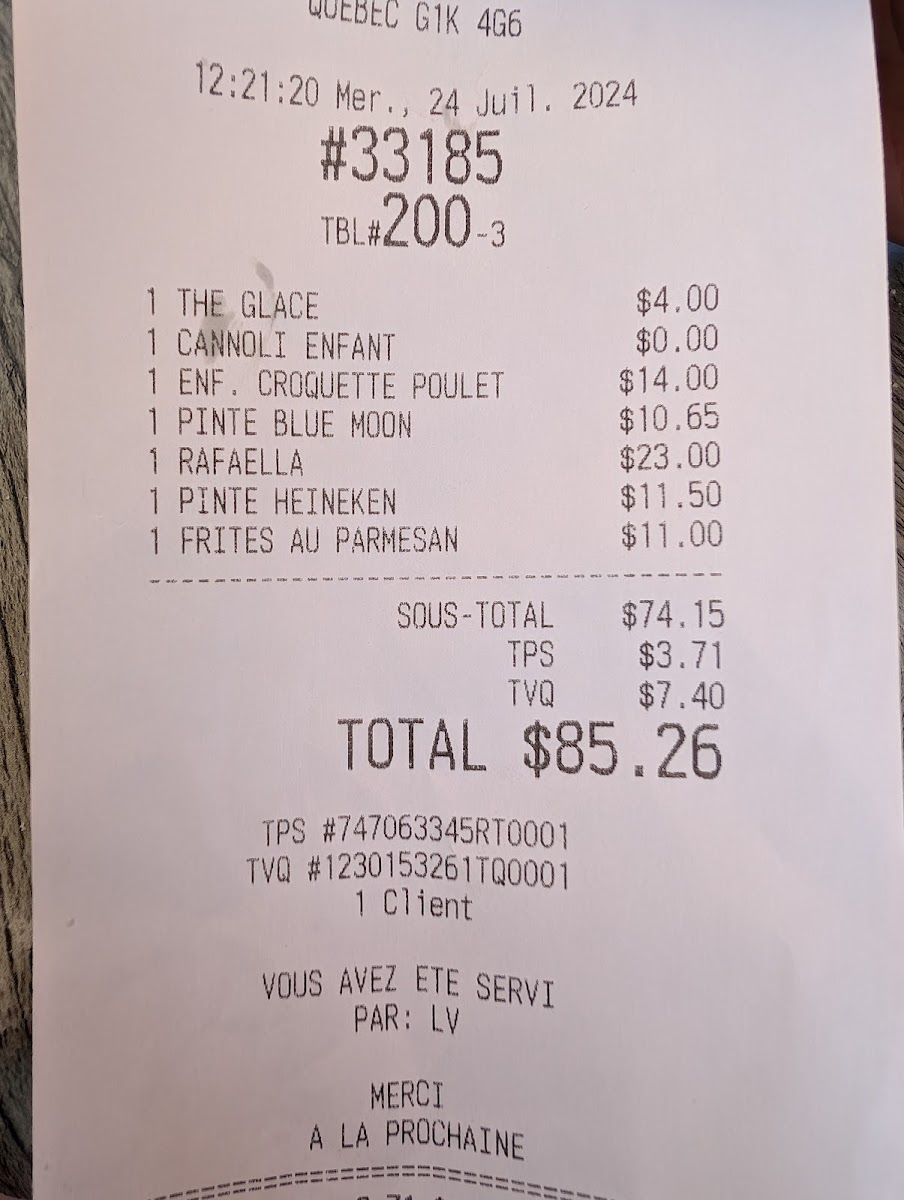 QUEBEC G1K 4G6
12:21:20 Mer., 24 Juil. 2024
#33185
TBL#200-3
1 THE GLACE $4.00
1 CANNOLI ENFANT $0.00
1 ENF. CROQUETTE POULET $14.00
1 PINTE BLUE MOON $10.65
1 RAFAELLA $23.00
1 PINTE HEINEKEN $11.50
1 FRITES AU PARMESAN $11.00
SOUS-TOTAL $74.15
TPS $3.71
TVQ $7.40
TOTAL $85.26
TPS #747063345RT0001
TVQ #1230153261TQ0001
1 Client
VOUS AVEZ ETE SERVI
PAR: LV
MERCI
A LA PROCHAINE